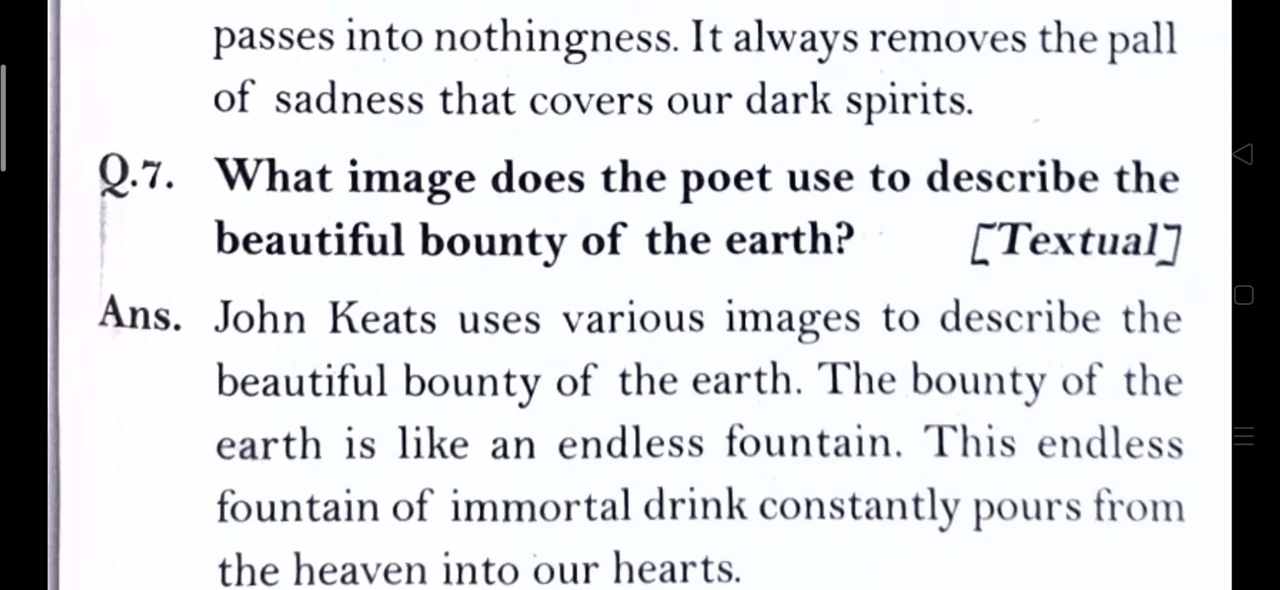 passes into nothingness. It always removes the pall
of sadness that covers our dark spirits.
Q.7. What image does the poet use to describe the
beautiful bounty of the earth? [Textual]
Ans. John Keats uses various images to describe the
beautiful bounty of the earth. The bounty of the
earth is like an endless fountain. This endless
fountain of immortal drink constantly pours from
the heaven into our hearts.